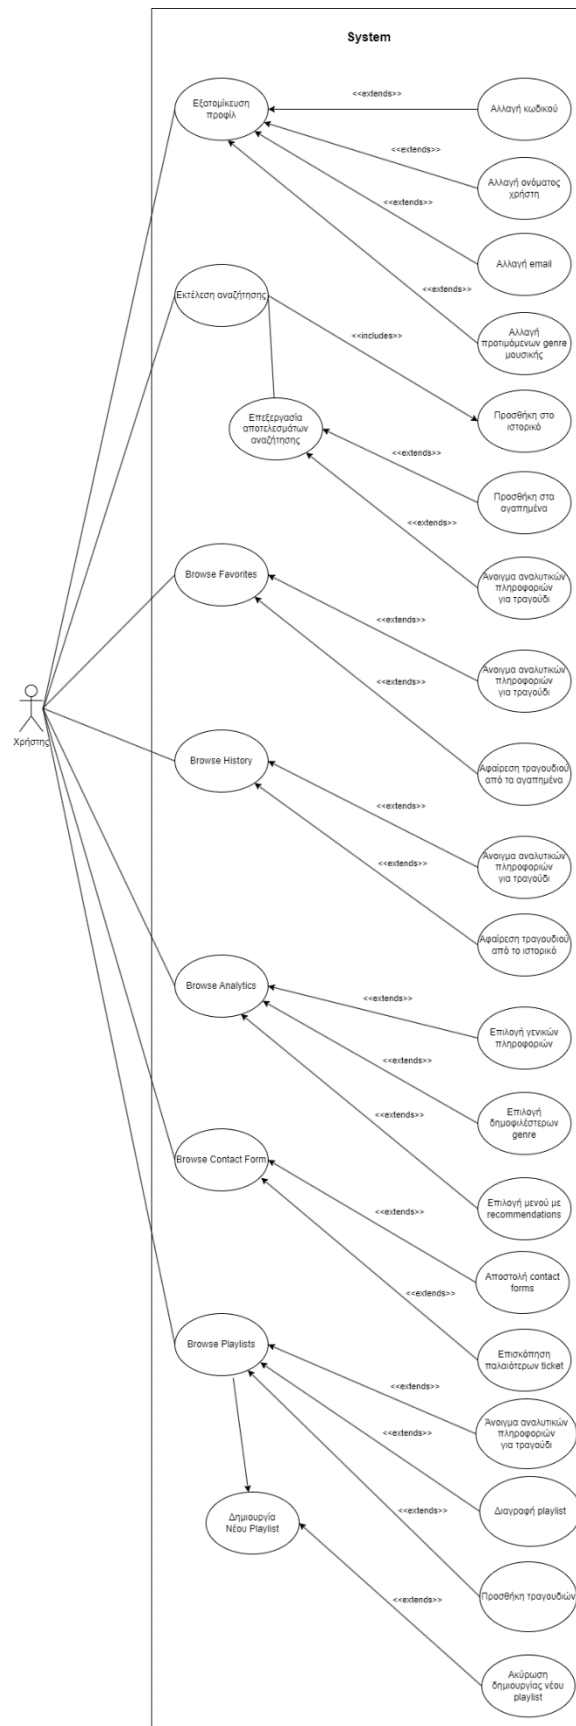 System
Εξατομίκευση
προφίλ
<<extends>>
Αλλαγή κωδικού
<<extends>>
Αλλαγή ονόματος
χρήστη
<<extends>>
Αλλαγή email
<<extends>>
Αλλαγή
προτιμόμενων genre
μουσικής
Εκτέλεση αναζήτησης
<<includes>>
Προσθήκη στο
ιστορικό
Επεξεργασία
αποτελεσμάτων
αναζήτησης
<<extends>>
Προσθήκη στα
αγαπημένα
<<extends>>
Άνοιγμα αναλυτικών
πληροφοριών
για τραγούδι
Browse Favorites
<<extends>>
Άνοιγμα αναλυτικών
πληροφοριών
για τραγούδι
<<extends>>
Αφαίρεση τραγουδιού
από τα αγαπημένα
Χρήστης
Browse History
<<extends>>
Άνοιγμα αναλυτικών
πληροφοριών
για τραγούδι
<<extends>>
Αφαίρεση τραγουδιού
από το ιστορικό
Browse Analytics
<<extends>>
Επιλογή γενικών
πληροφοριών
<<extends>>
Επιλογή
δημοφιλέστερων
genre
<<extends>>
Επιλογή μενού με
recommendations
Browse Contact Form
<<extends>>
Αποστολή contact
forms
<<extends>>
Επισκόπηση
παλαιότερων ticket
Browse Playlists
<<extends>>
Άνοιγμα αναλυτικών
πληροφοριών
για τραγούδι
<<extends>>
Διαγραφή playlist
<<extends>>
Προσθήκη τραγουδιών
Δημιουργία
Νέου Playlist
<<extends>>
Ακύρωση
δημιουργίας νέου
playlist